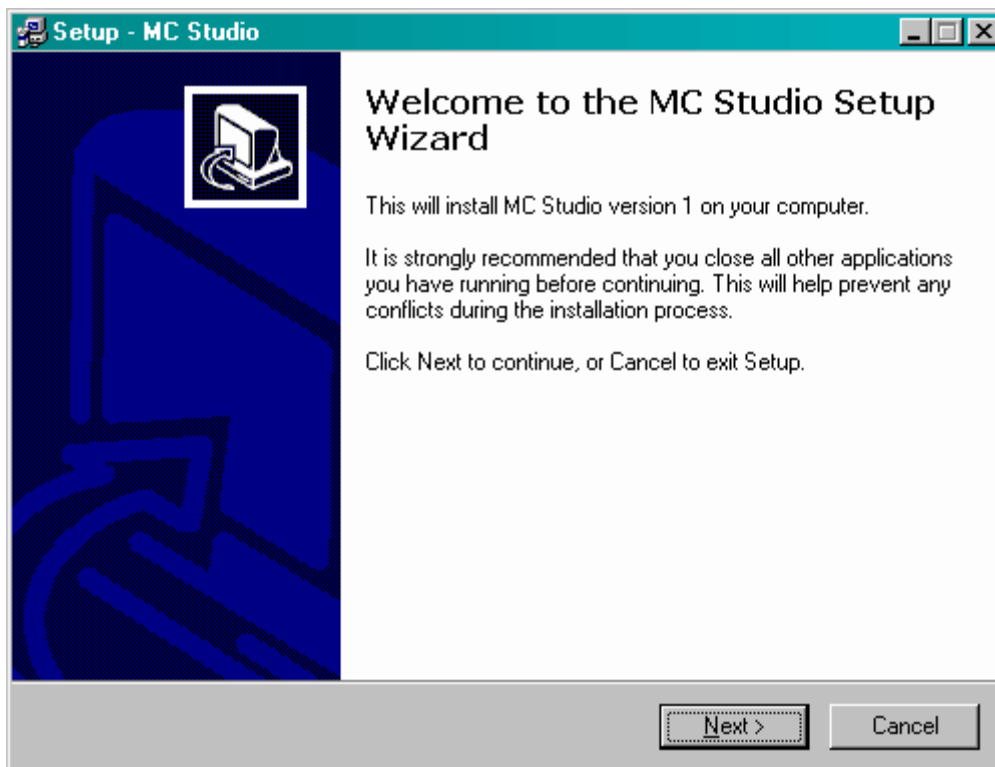 Setup - MC Studio
Welcome to the MC Studio Setup
Wizard
This will install MC Studio version 1 on your computer.
It is strongly recommended that you close all other applications
you have running before continuing. This will help prevent any
conflicts during the installation process.
Click Next to continue, or Cancel to exit Setup.
Next >
Cancel